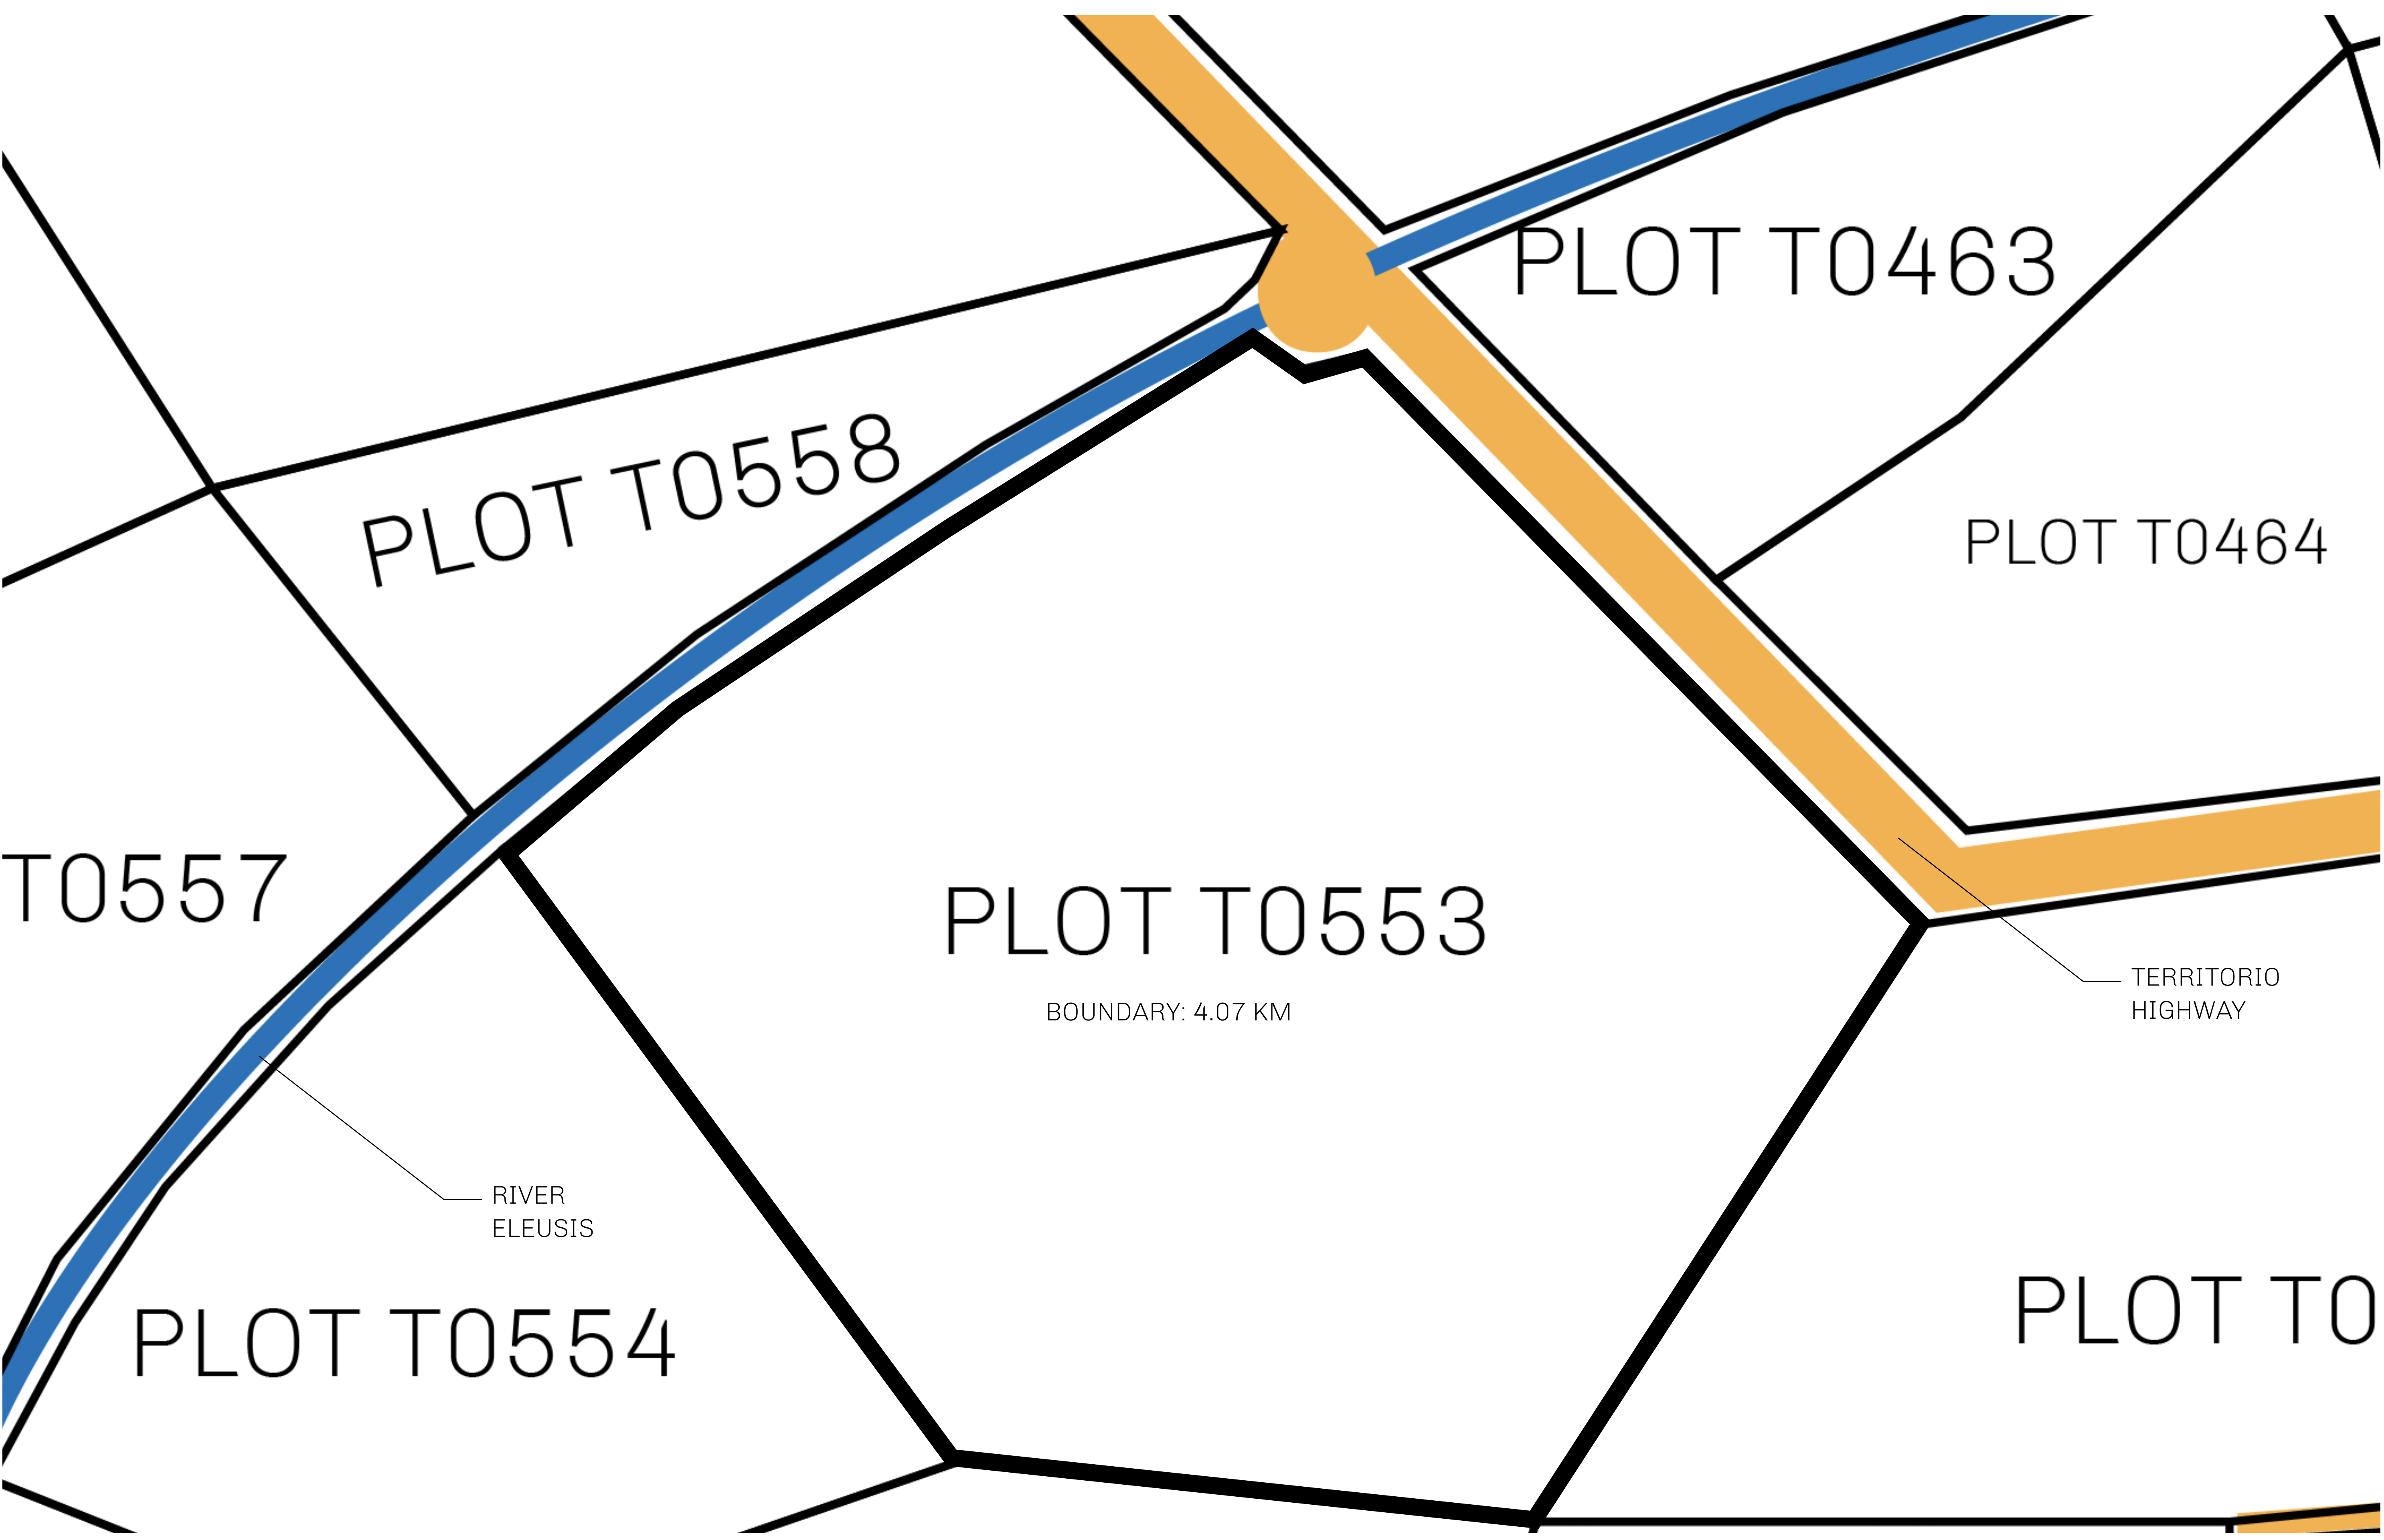 PLOT T0463
PLOT T0558
PLOT T0464
T0557
PLOT T0553
BOUNDARY: 4.07 KM
TERRITORIO
HIGHWAY
RIVER
ELEUSIS
PLOT T0554
PLOT T0